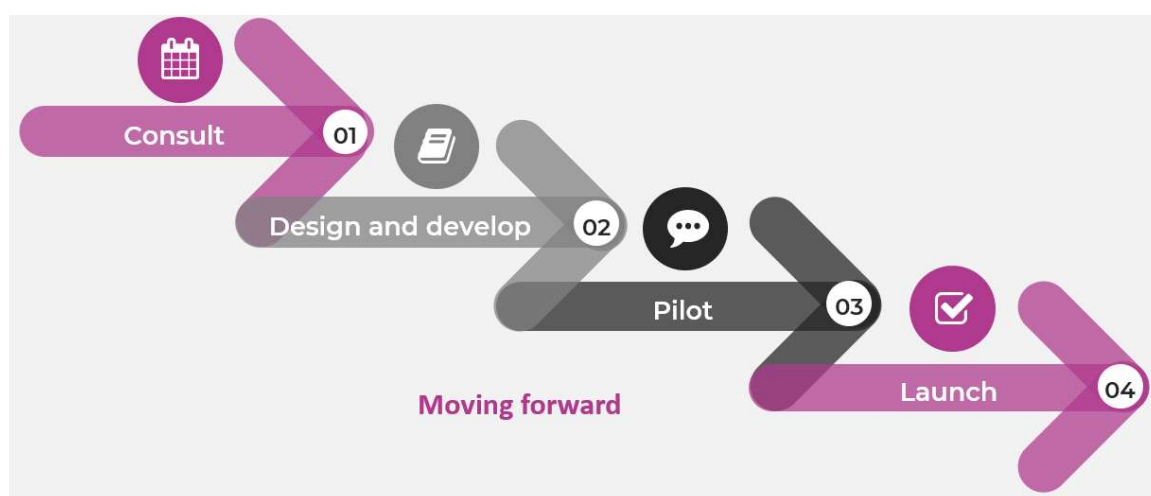 Consult
01
Design and develop
02
Pilot
03
Launch
04
Moving forward